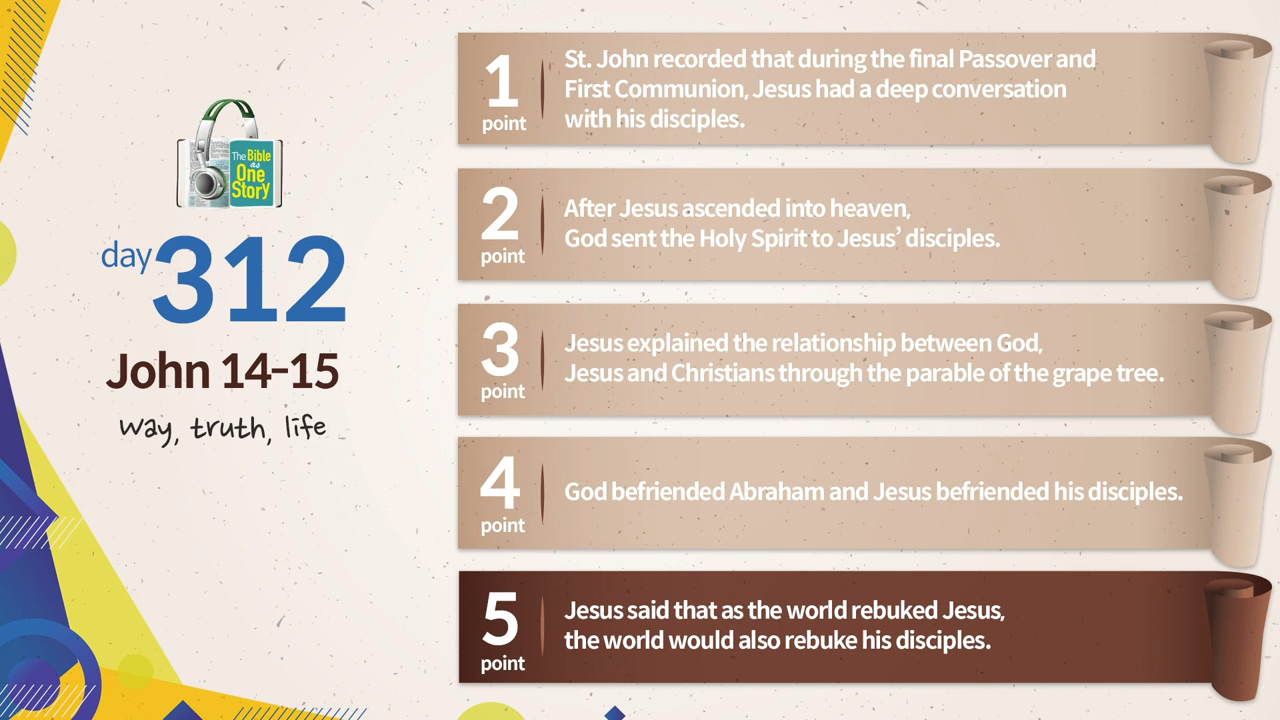 The Bible
as
One
Story
day 312
John 14-15
way, truth, life
1
point
St. John recorded that during the final Passover and
First Communion, Jesus had a deep conversation
with his disciples.
2
point
After Jesus ascended into heaven,
God sent the Holy Spirit to Jesus’ disciples.
3
point
Jesus explained the relationship between God,
Jesus and Christians through the parable of the grape tree.
4
point
God befriended Abraham and Jesus befriended his disciples.
5
point
Jesus said that as the world rebuked Jesus,
the world would also rebuke his disciples.